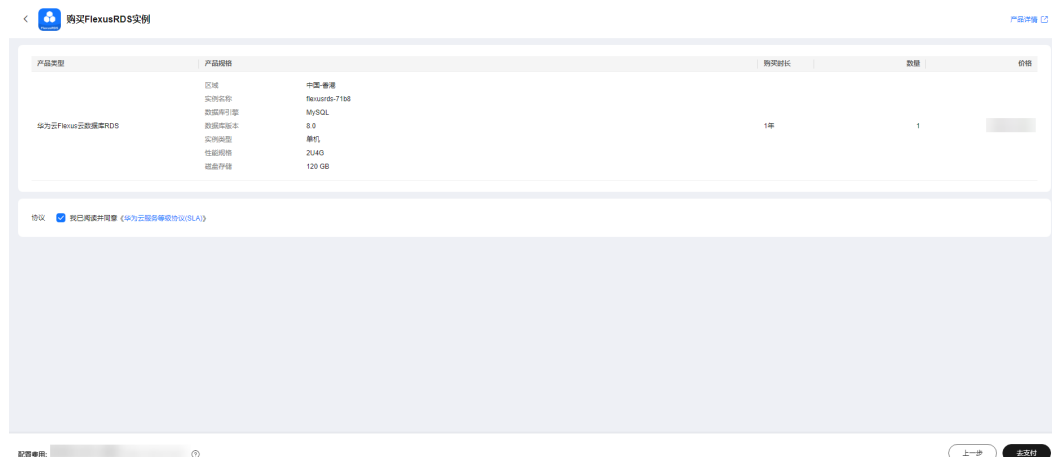 购买FlexusRDS实例
产品详情
产品类型 产品规格 购买时长 数量 价格
区域 中国-香港
实例名称 flexusrds-71b8
数据库引擎 MySQL
华为云Flexus云数据库RDS 数据库版本 8.0 1年 1
实例类型 单机
性能规格 2U4G
磁盘存储 120 GB
协议 我已阅读并同意《华为云服务等级协议(SLA)》
配置费用:
上一步 去支付